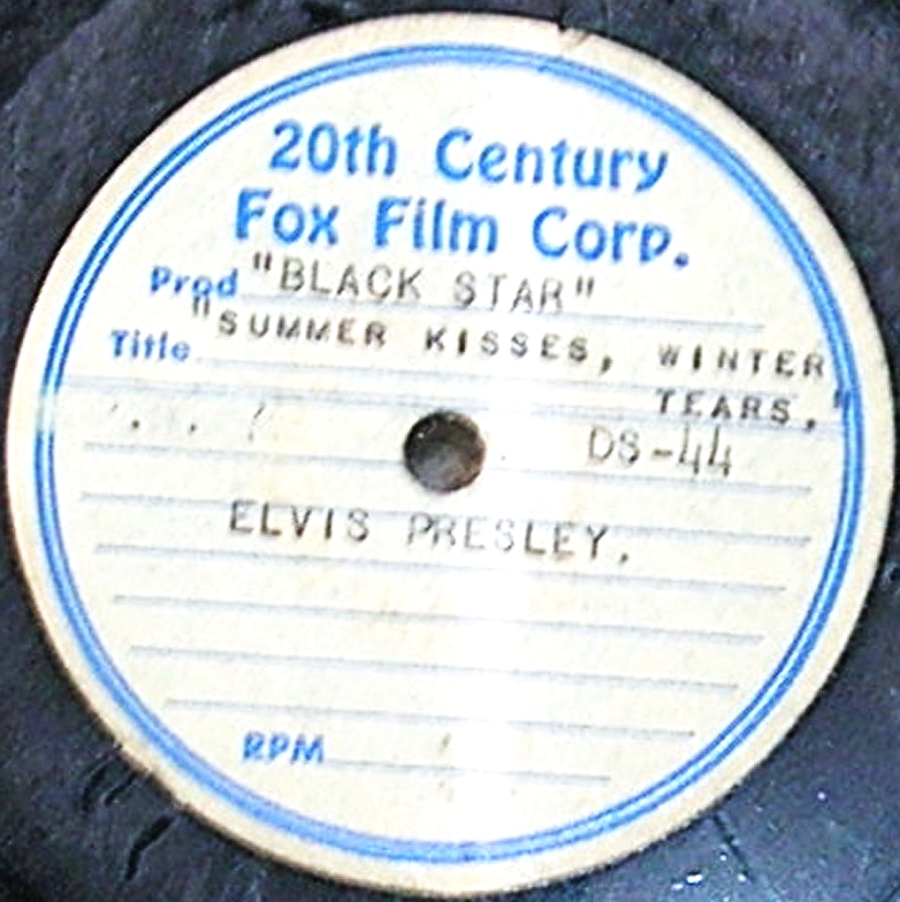 20th Century
Fox Film Corp.
Prod "BLACK STAR"
Title "SUMMER KISSES, WINTER
TEARS."
DS-44
ELVIS PRESLEY.
RPM